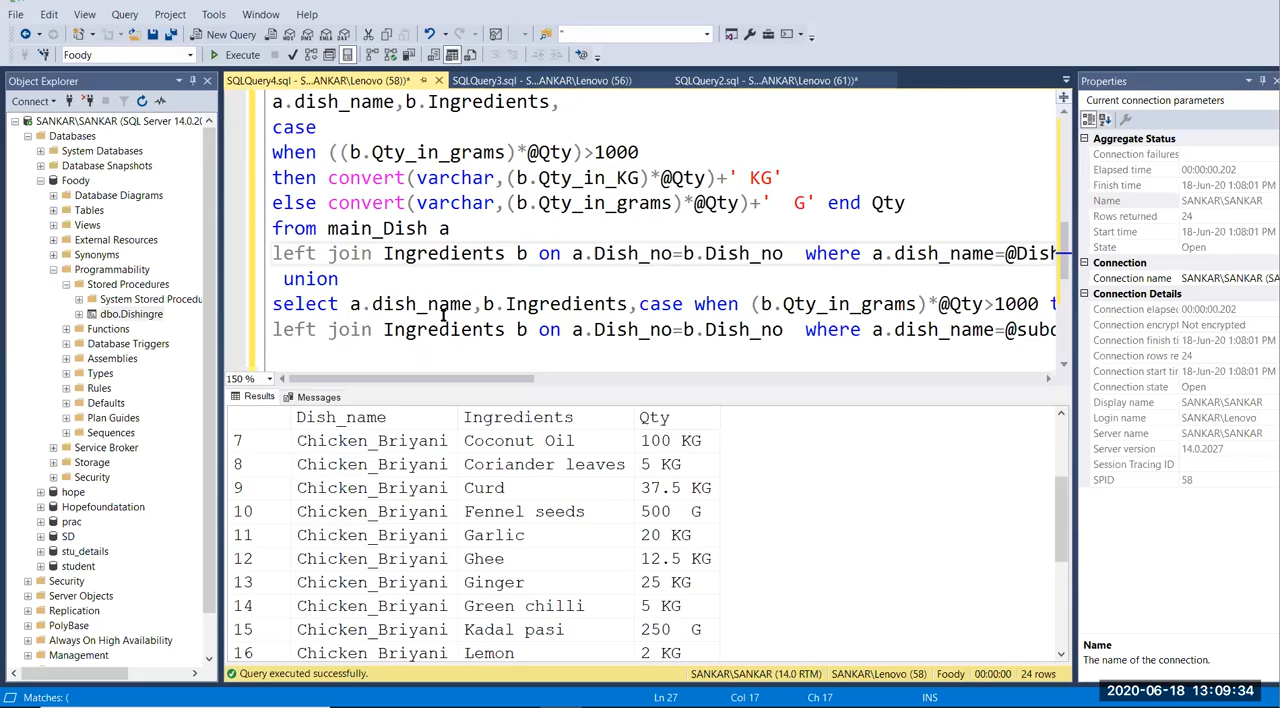 File Edit View Query Project Tools Window Help
New Query
Foody Execute
Object Explorer
Connect
SANKAR\SANKAR (SQL Server 14.0.20
Databases
System Databases
Database Snapshots
Foody
Database Diagrams
Tables
Views
External Resources
Synonyms
Programmability
Stored Procedures
System Stored Procedu
dbo.Dishingre
Functions
Database Triggers
Assemblies
Types
Rules
Defaults
Plan Guides
Sequences
Service Broker
Storage
Security
hope
Hopefoundatation
prac
SD
stu_details
student
Security
Server Objects
Replication
PolyBase
Always On High Availability
Management
SQLQuery4.sql - S...ANKAR\Lenovo (58))* SQLQuery3.sql - S...ANKAR\Lenovo (56)) SQLQuery2.sql - S...ANKAR\Lenovo (61))*
a.dish_name,b.Ingredients,
case
when ((b.Qty_in_grams)*@Qty)>1000
then convert(varchar,(b.Qty_in_KG)*@Qty)+' KG'
else convert(varchar,(b.Qty_in_grams)*@Qty)+'  G' end Qty
from main_Dish a
left join Ingredients b on a.Dish_no=b.Dish_no  where a.dish_name=@Dish
union
select a.dish_name,b.Ingredients,case when (b.Qty_in_grams)*@Qty>1000 t
left join Ingredients b on a.Dish_no=b.Dish_no  where a.dish_name=@subd
150 %
Results Messages
Dish_name Ingredients Qty
7 Chicken_Briyani Coconut Oil 100 KG
8 Chicken_Briyani Coriander leaves 5 KG
9 Chicken_Briyani Curd 37.5 KG
10 Chicken_Briyani Fennel seeds 500  G
11 Chicken_Briyani Garlic 20 KG
12 Chicken_Briyani Ghee 12.5 KG
13 Chicken_Briyani Ginger 25 KG
14 Chicken_Briyani Green chilli 5 KG
15 Chicken_Briyani Kadal pasi 250  G
16 Chicken_Briyani Lemon 2 KG
Query executed successfully. SANKAR\SANKAR (14.0 RTM) SANKAR\Lenovo (58) Foody 00:00:00 24 rows
Properties
Current connection parameters
Aggregate Status
Connection failures
Elapsed time 00:00:00.202
Finish time 18-Jun-20 1:08:01 PM
Name SANKAR\SANKAR
Rows returned 24
Start time 18-Jun-20 1:08:01 PM
State Open
Connection
Connection name SANKAR\SANKAR (SA
Connection Details
Connection elapse 00:00:00.202
Connection encryp Not encrypted
Connection finish ti 18-Jun-20 1:08:01 PM
Connection rows re 24
Connection start ti 18-Jun-20 1:08:01 PM
Connection state Open
Display name SANKAR\SANKAR
Login name SANKAR\Lenovo
Server name SANKAR\SANKAR
Server version 14.0.2027
Session Tracing ID
SPID 58
Name
The name of the connection.
Matches: ( Ln 27 Col 17 Ch 17 INS
2020-06-18 13:09:34